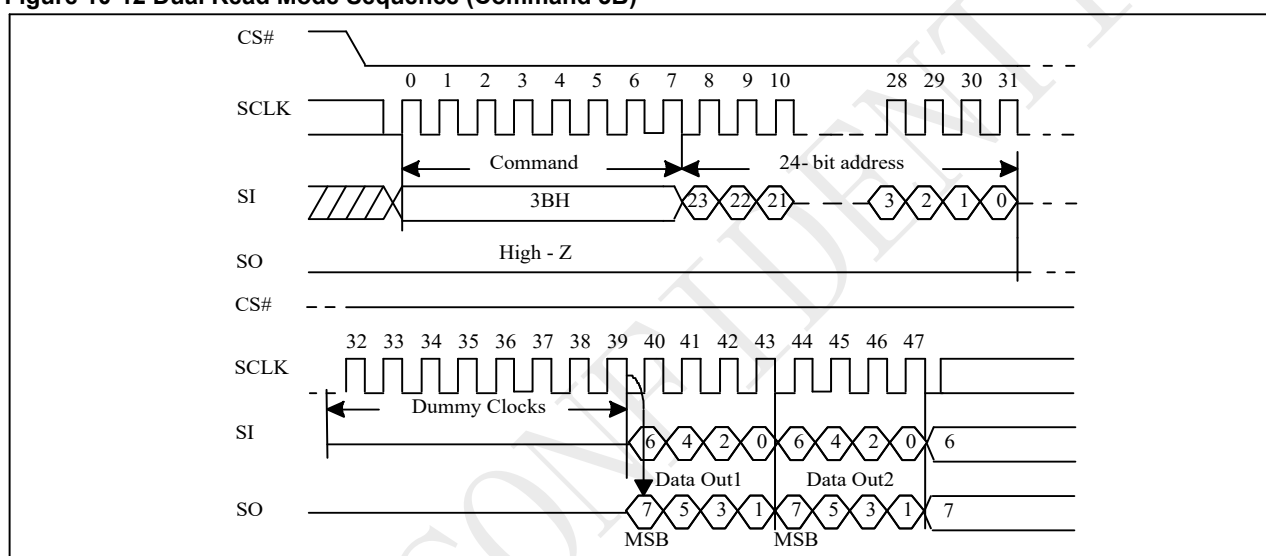 Figure 10-12 Dual Read Mode Sequence (Command 3B)
CS#
0 1 2 3 4 5 6 7 8 9 10 28 29 30 31
SCLK
Command 24- bit address
SI 3BH 23 22 21 3 2 1 0
High - Z
SO
CS#
32 33 34 35 36 37 38 39 40 41 42 43 44 45 46 47
SCLK
Dummy Clocks
SI 6 4 2 0 6 4 2 0 6
Data Out1 Data Out2
SO 7 5 3 1 7 5 3 1 7
MSB MSB